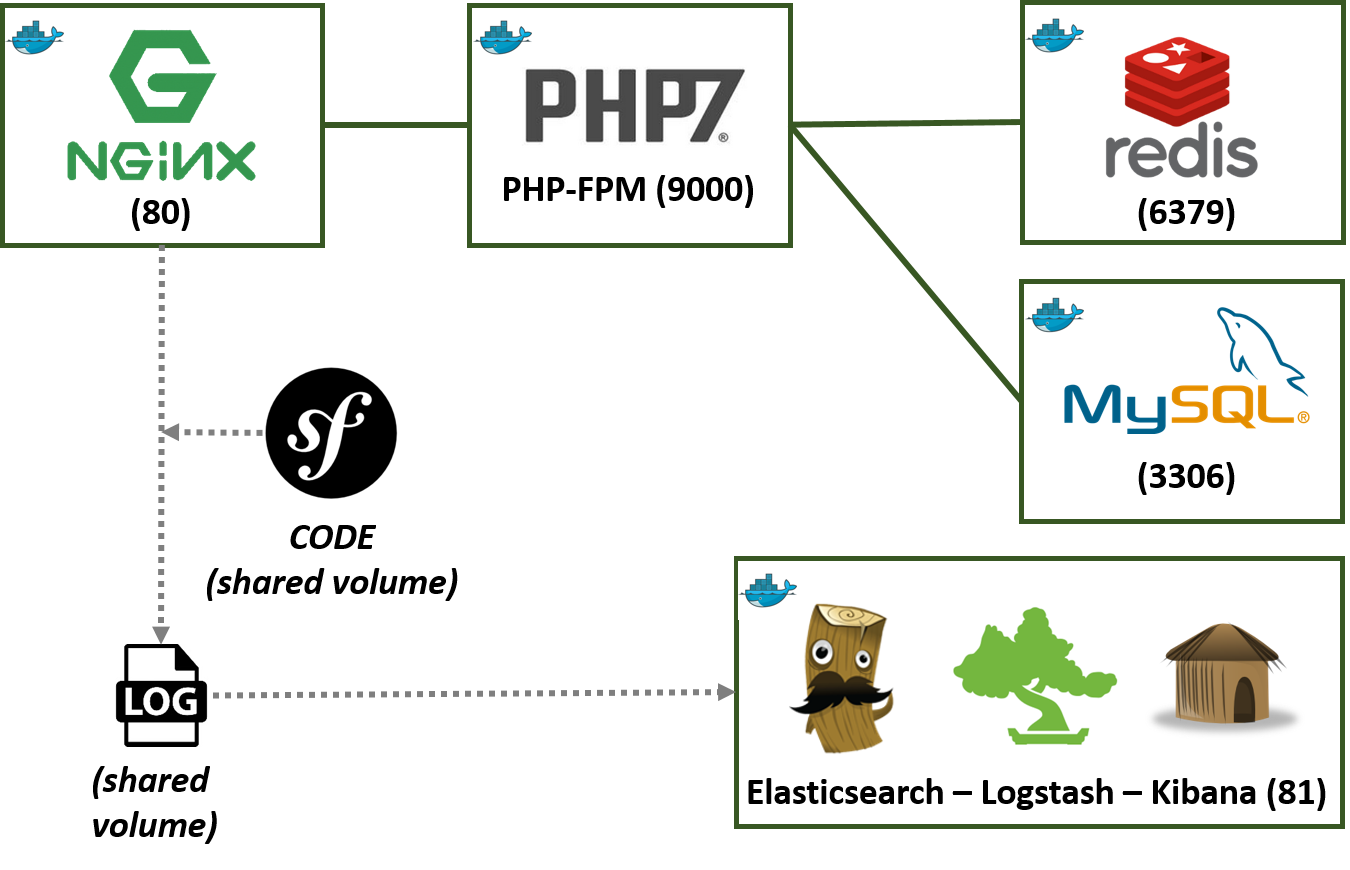 NGiNX
(80)
PHP7®
PHP-FPM (9000)
redis
(6379)
MySQL®
(3306)
sf
CODE
(shared volume)
LOG
(shared
volume)
Elasticsearch – Logstash – Kibana (81)